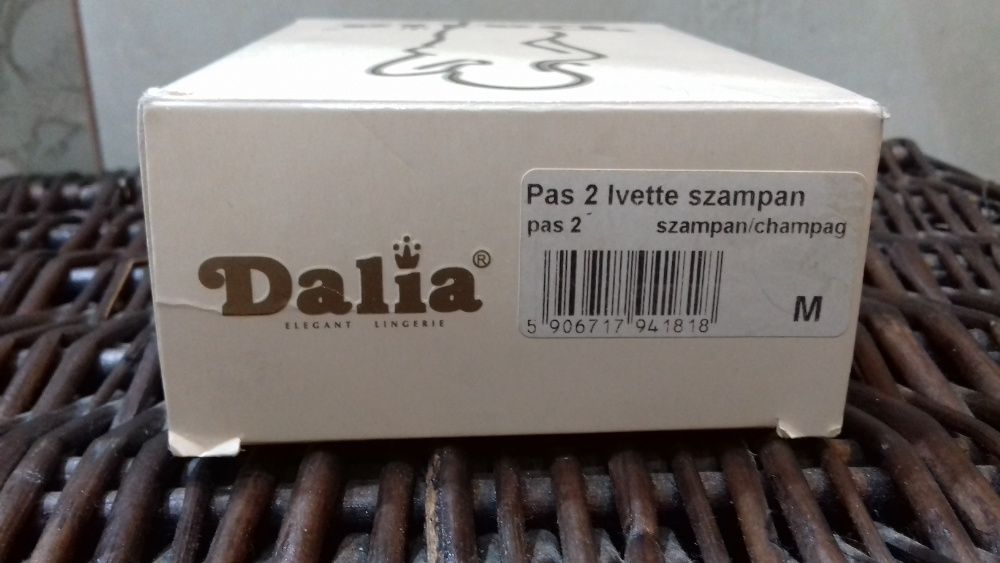 Dalia®
ELEGANT LINGERIE
Pas 2 Ivette szampan
pas 2 szampan/champag
5 906717 941818
M